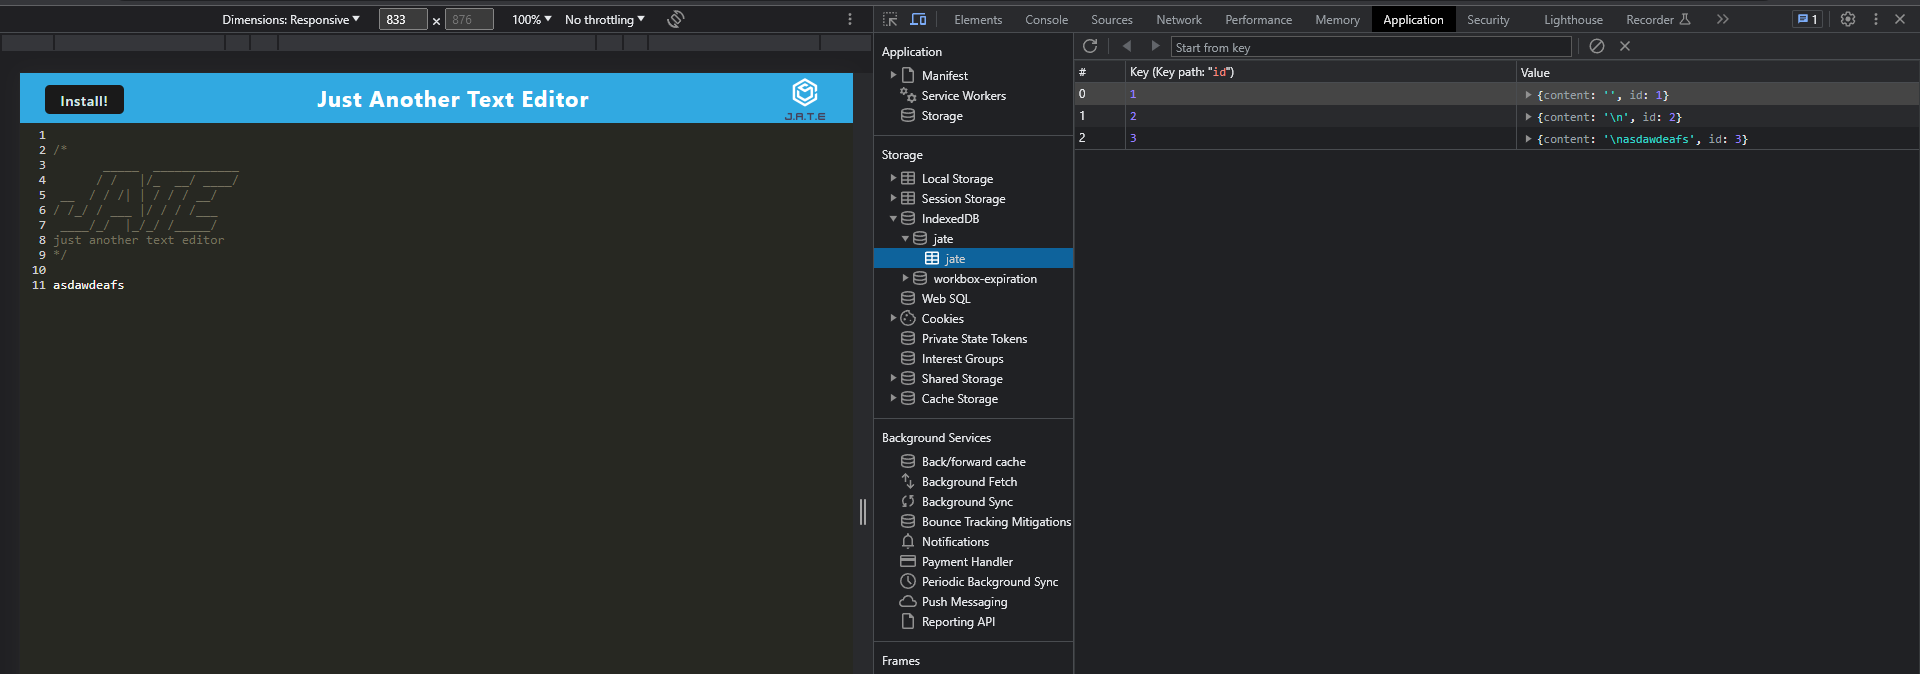 Dimensions: Responsive 833 × 876 100% No throttling
Elements Console Sources Network Performance Memory Application Security Lighthouse Recorder 1
Install!
Just Another Text Editor
J.A.T.E
1
2 /*
3       _____  ____________
4      / /   |/_  __/ ____/
5 __  / / /| | / / / __/
6 / /_/ / ___ |/ / / /___
7 ____/_/  |_/_/ /_____/
8 just another text editor
9 */
10
11 asdawdeafs
Application
Manifest
Service Workers
Storage
Storage
Local Storage
Session Storage
IndexedDB
jate
jate
workbox-expiration
Web SQL
Cookies
Private State Tokens
Interest Groups
Shared Storage
Cache Storage
Background Services
Back/forward cache
Background Fetch
Background Sync
Bounce Tracking Mitigations
Notifications
Payment Handler
Periodic Background Sync
Push Messaging
Reporting API
Frames
Start from key
# Key (Key path: "id") Value
0 1 {content: '', id: 1}
1 2 {content: '\n', id: 2}
2 3 {content: '\nasdawdeafs', id: 3}